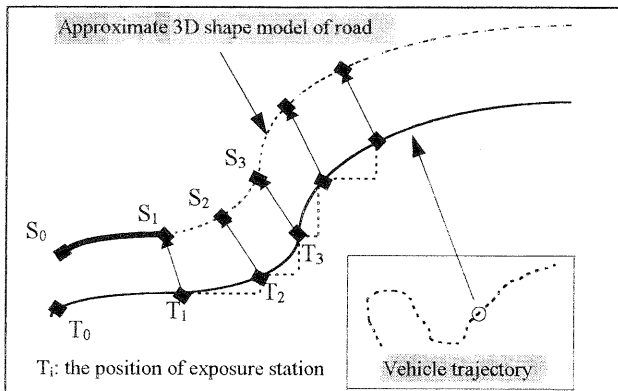 Approximate 3D shape model of road
S3
S2
S1
S0
T3
T2
T1
T0
Ti: the position of exposure station
Vehicle trajectory